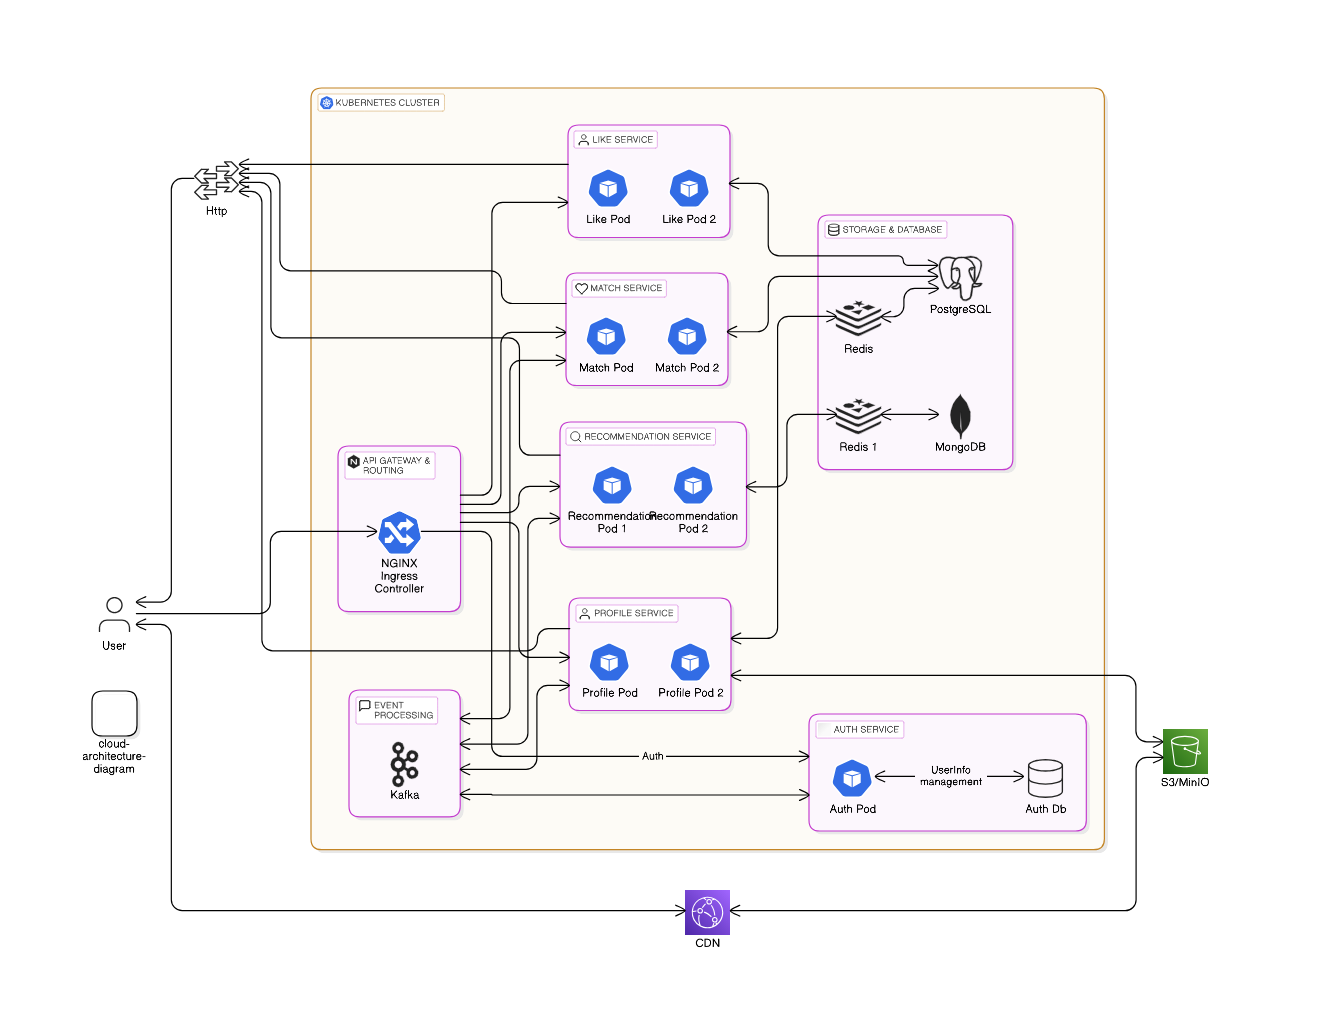 KUBERNETES CLUSTER
LIKE SERVICE
Like Pod
Like Pod 2
Http
STORAGE & DATABASE
PostgreSQL
Redis
Redis 1
MongoDB
MATCH SERVICE
Match Pod
Match Pod 2
RECOMMENDATION SERVICE
Recommendation
Pod 1
Recommendation
Pod 2
API GATEWAY &
ROUTING
NGINX
Ingress
Controller
User
PROFILE SERVICE
Profile Pod
Profile Pod 2
cloud-
architecture-
diagram
EVENT
PROCESSING
Kafka
Auth
AUTH SERVICE
Auth Pod
UserInfo
management
Auth Db
S3/MinIO
CDN